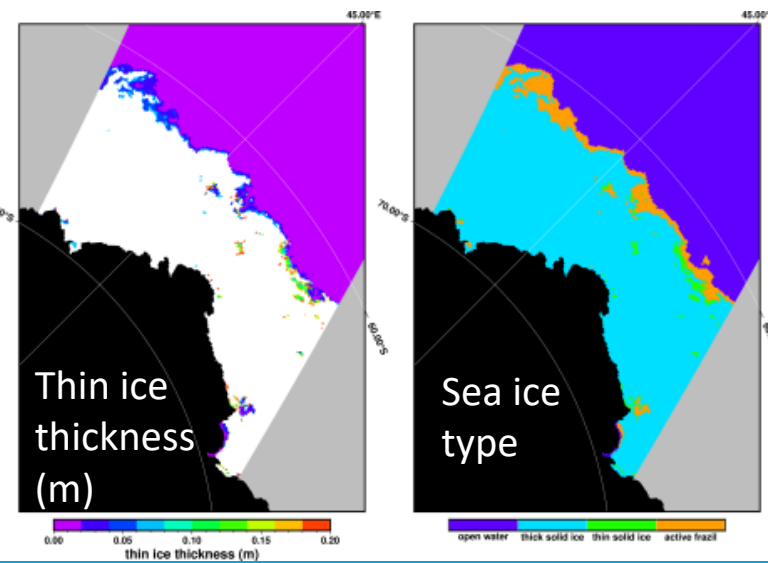 45.00°E
45.00°
70.00°S
60.00°S
Thin ice
thickness
(m)
Sea ice
type
0.00 0.05 0.10 0.15 0.20
thin ice thickness (m)
open water thick solid ice thin solid ice active frazil